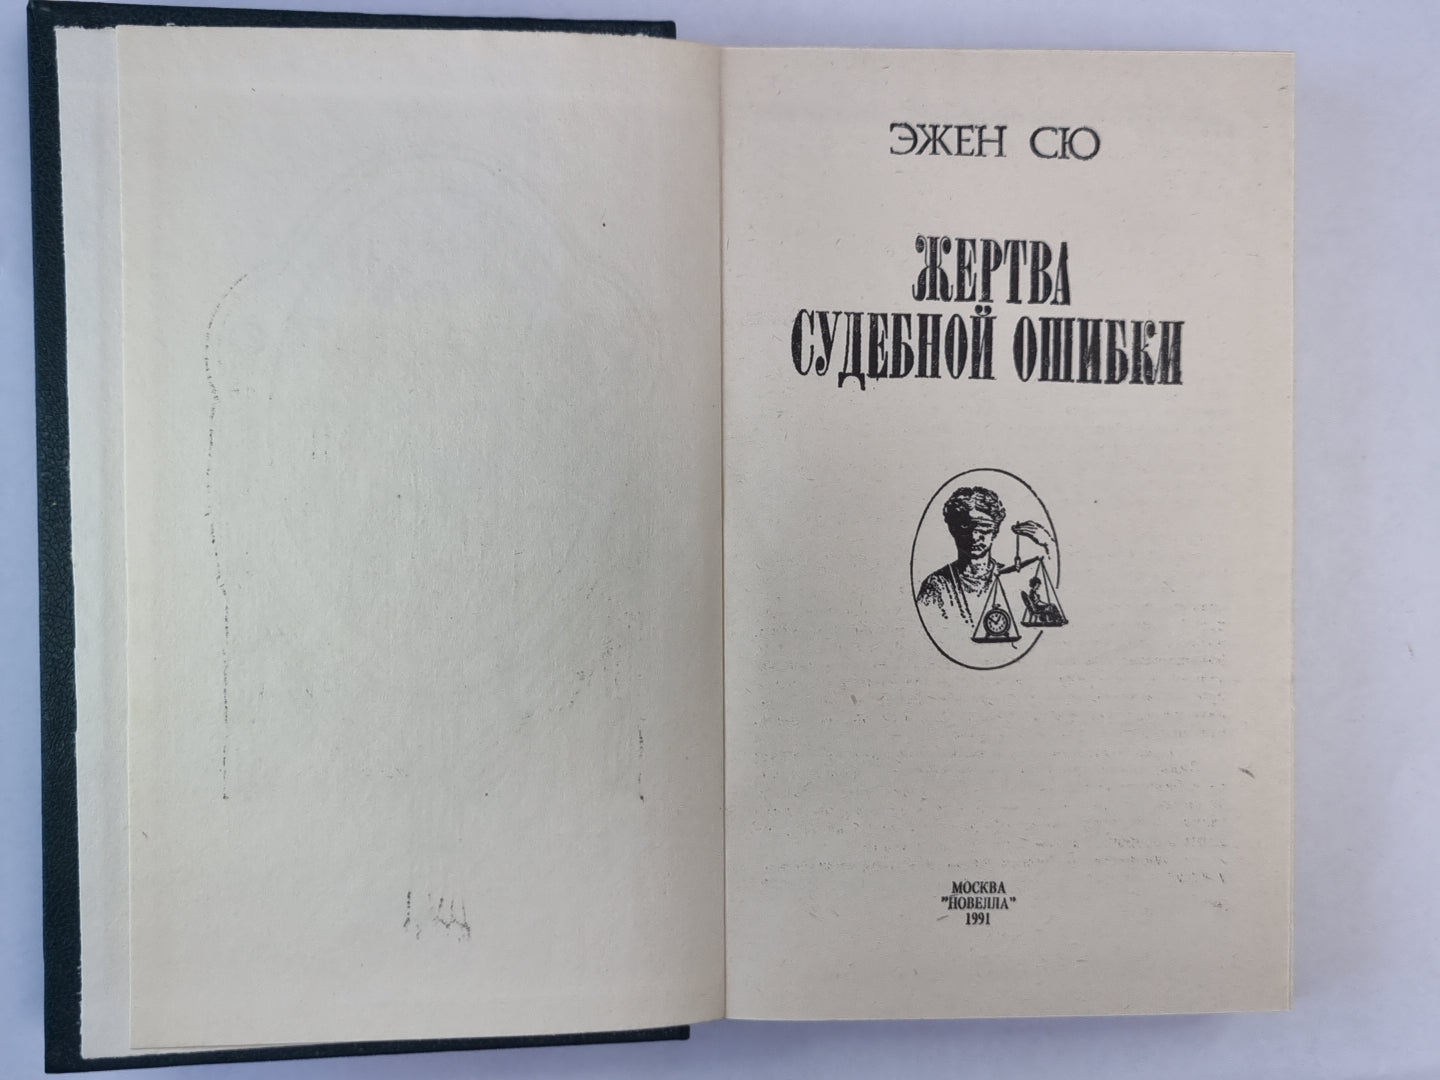 ЭЖЕН СЮ
ЖЕРТВА
СУДЕБНОЙ ОШИБКИ
МОСКВА
"НОВЕЛЛА"
1991